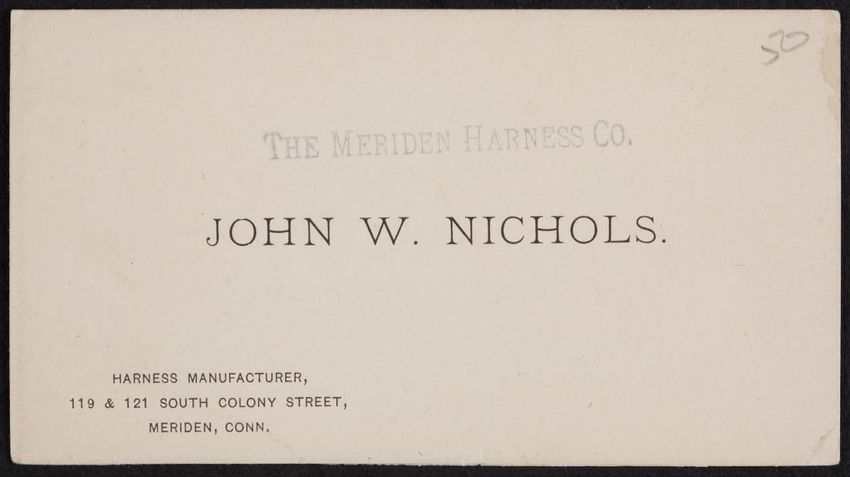 50
THE MERIDEN HARNESS CO.
JOHN W. NICHOLS.
HARNESS MANUFACTURER,
119 & 121 SOUTH COLONY STREET,
MERIDEN, CONN.